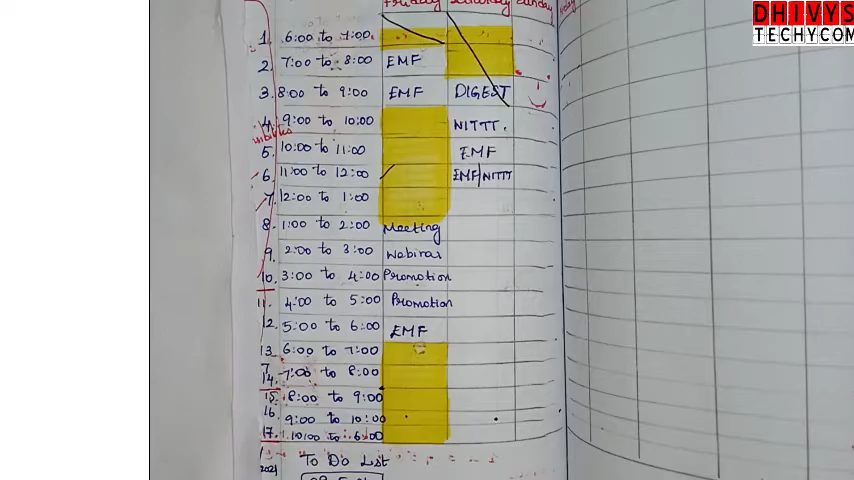 DHIVYS
TECHYCOM
Friday Saturday Sunday
1. 6:00 to 7:00
2. 7:00 to 8:00 EMF
3. 8:00 to 9:00 EMF DIGEST
4. 9:00 to 10:00 NITTT.
5. 10:00 to 11:00 EMF
6. 11:00 to 12:00 EMF/NITTT
7. 12:00 to 1:00
8. 1:00 to 2:00 Meeting
9. 2:00 to 3:00 Webinar
10. 3:00 to 4:00 Promotion
11. 4:00 to 5:00 Promotion
12. 5:00 to 6:00 EMF
13. 6:00 to 7:00
14. 7:00 to 8:00
15. 8:00 to 9:00
16. 9:00 to 10:00
17. 10:00 to 6:00
2021 To Do List